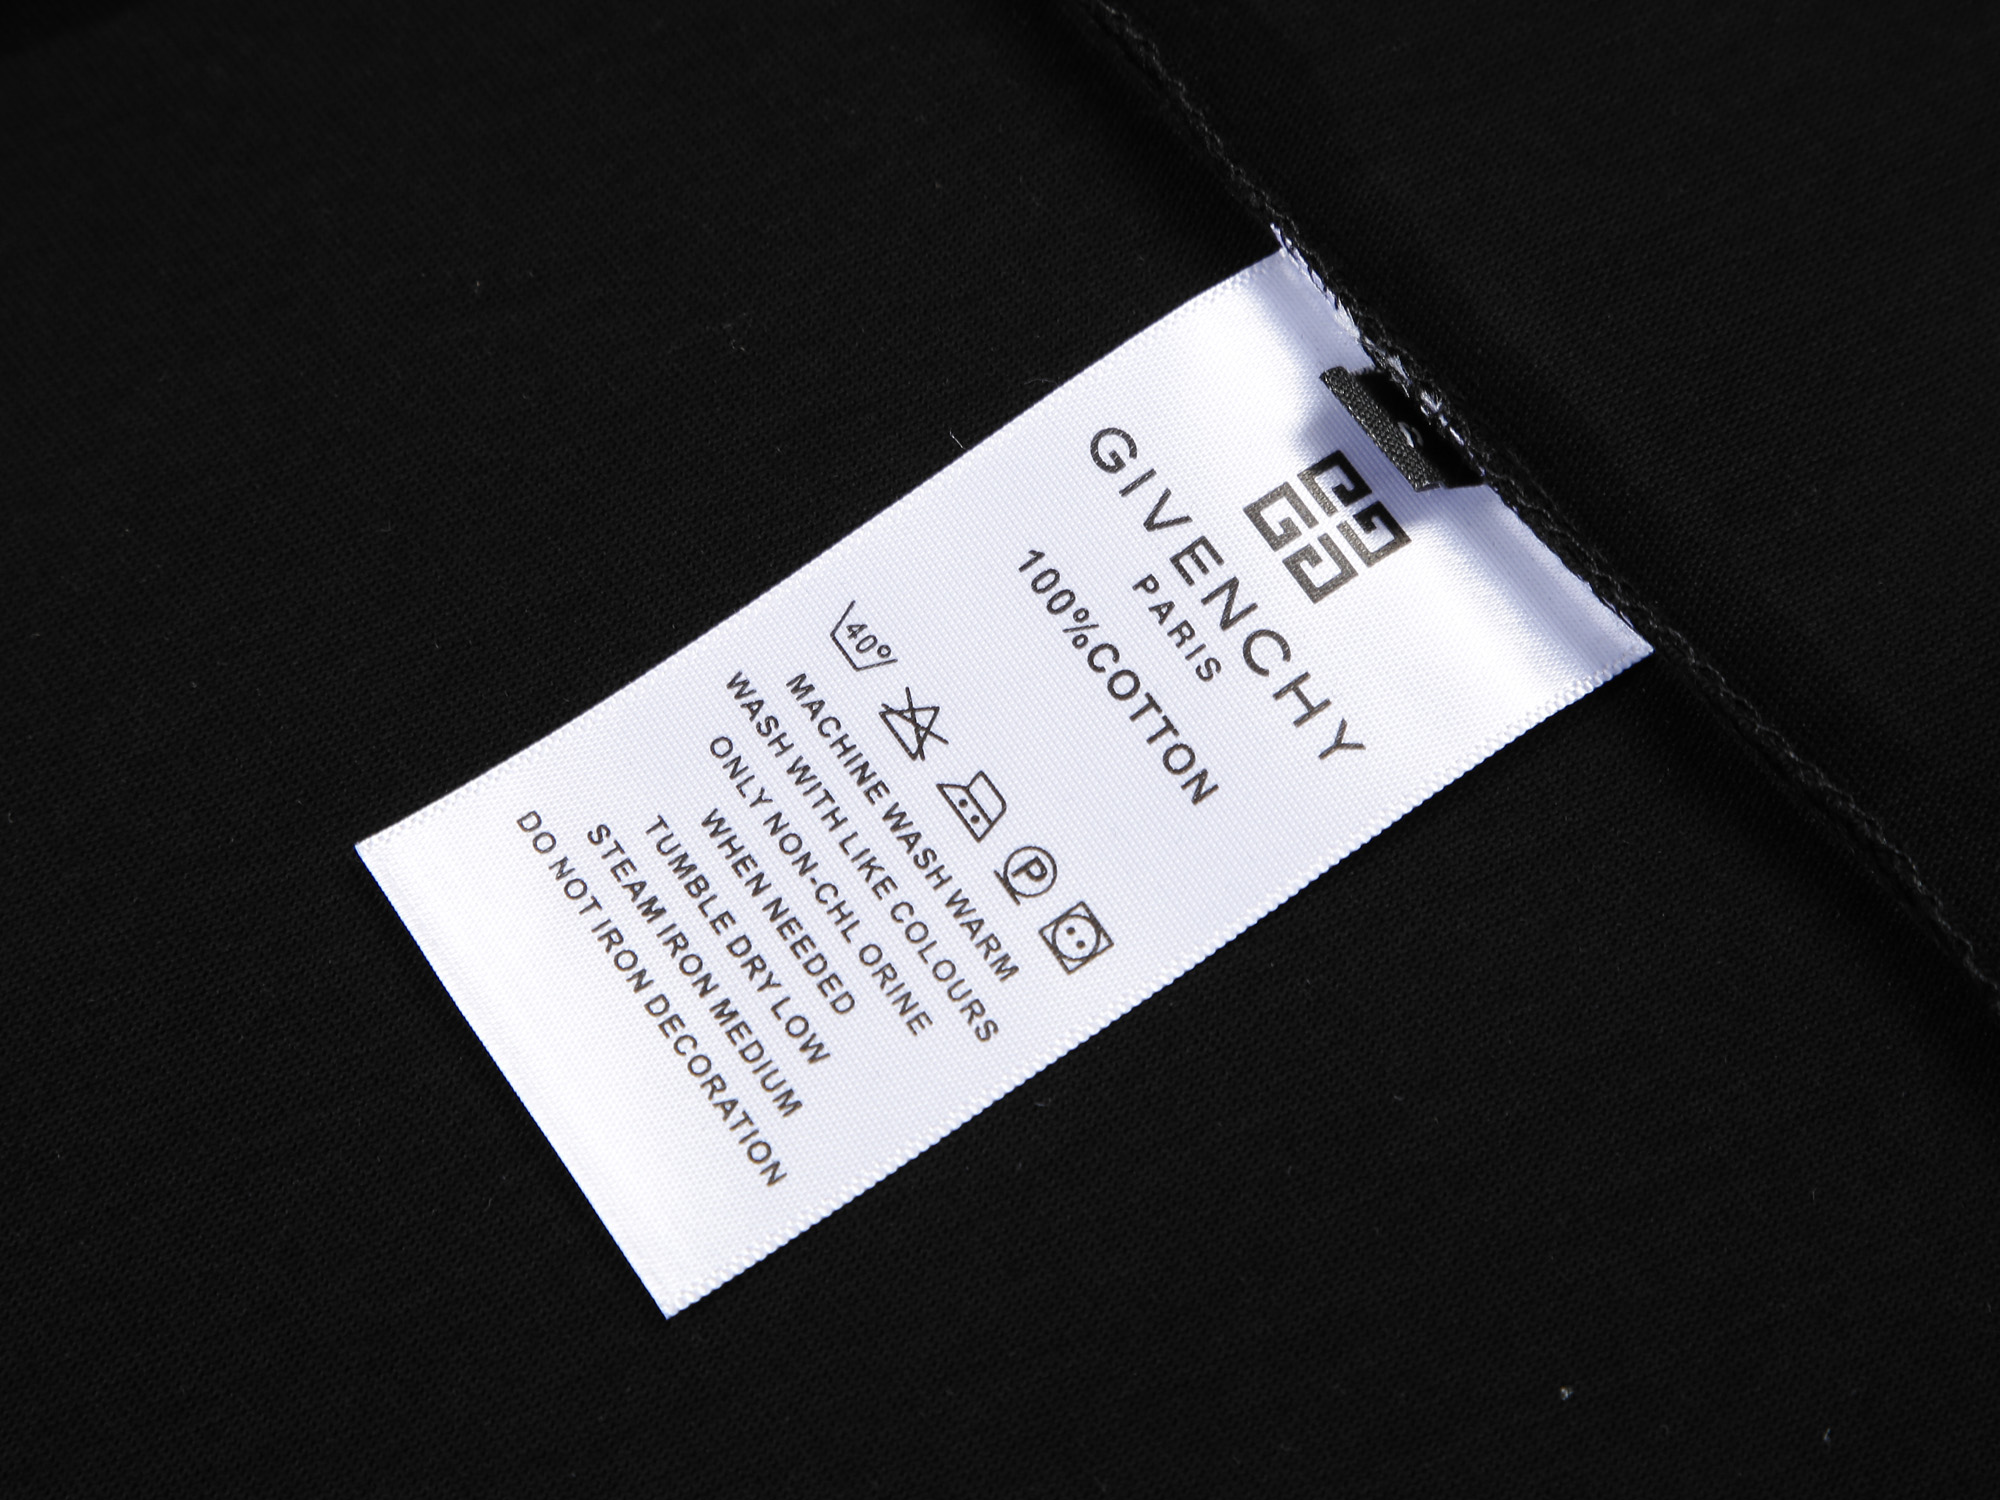 GIVENCHY
PARIS
100%COTTON
40°
P
MACHINE WASH WARM
WASH WITH LIKE COLOURS
ONLY NON-CHL ORINE
WHEN NEEDED
TUMBLE DRY LOW
STEAM IRON MEDIUM
DO NOT IRON DECORATION